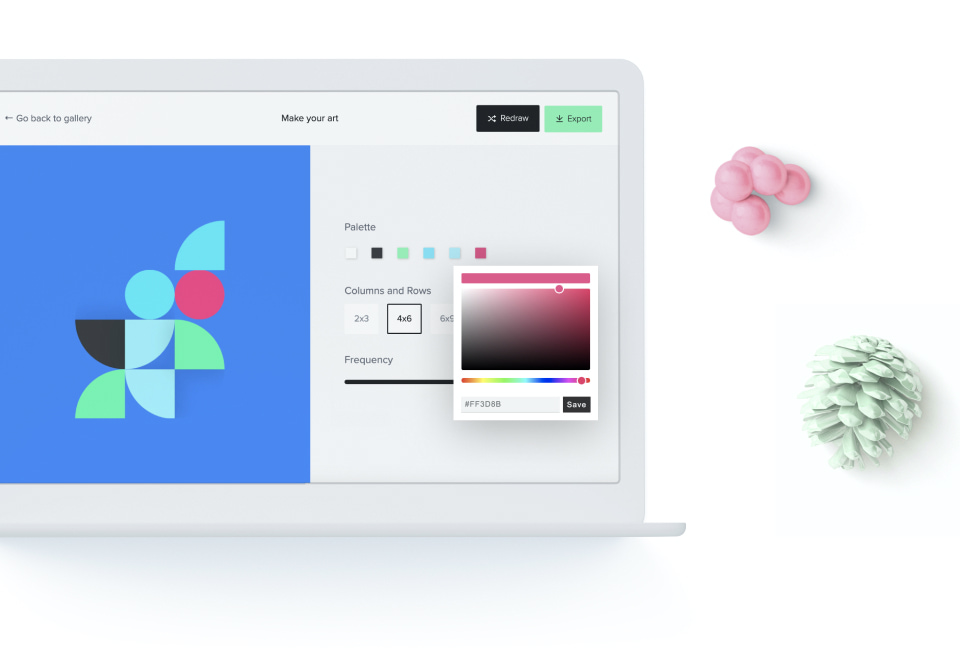 ← Go back to gallery
Make your art
Redraw
Export
Palette
Columns and Rows
2x3
4x6
6x9
Frequency
#FF3D8B
Save